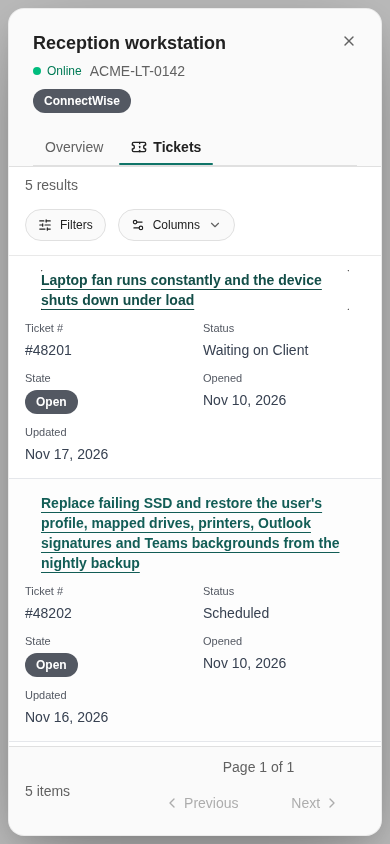 Reception workstation
Online ACME-LT-0142
ConnectWise
Overview Tickets
5 results
Filters Columns
Laptop fan runs constantly and the device
shuts down under load
Ticket # Status
#48201 Waiting on Client
State Opened
Open Nov 10, 2026
Updated
Nov 17, 2026
Replace failing SSD and restore the user's
profile, mapped drives, printers, Outlook
signatures and Teams backgrounds from the
nightly backup
Ticket # Status
#48202 Scheduled
State Opened
Open Nov 10, 2026
Updated
Nov 16, 2026
Page 1 of 1
5 items Previous Next